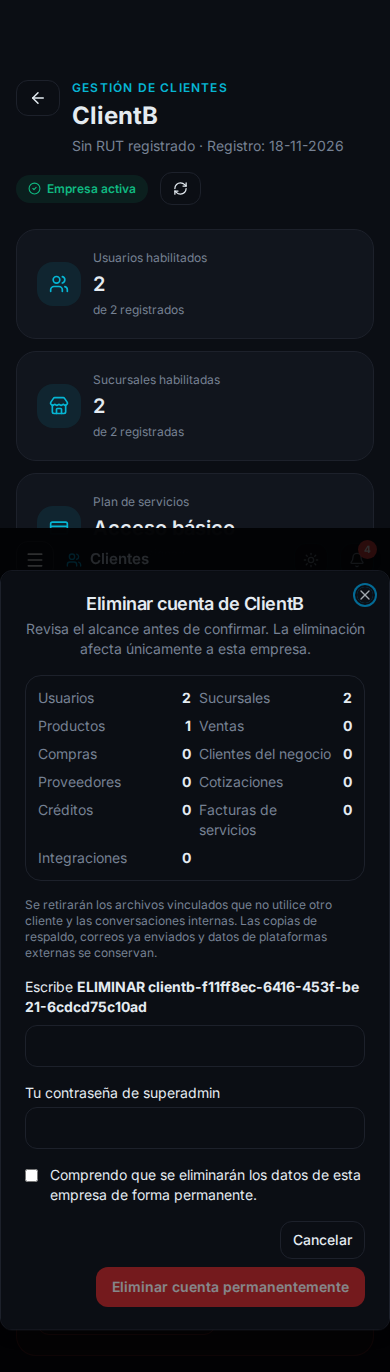 GESTIÓN DE CLIENTES
ClientB
Sin RUT registrado · Registro: 18-11-2026
Empresa activa
Usuarios habilitados
2
de 2 registrados
Sucursales habilitadas
2
de 2 registradas
Plan de servicios
Acceso básico
Clientes
4
Eliminar cuenta de ClientB
Revisa el alcance antes de confirmar. La eliminación
afecta únicamente a esta empresa.
Usuarios 2 Sucursales 2
Productos 1 Ventas 0
Compras 0 Clientes del negocio 0
Proveedores 0 Cotizaciones 0
Créditos 0 Facturas de 0
servicios
Integraciones 0
Se retirarán los archivos vinculados que no utilice otro
cliente y las conversaciones internas. Las copias de
respaldo, correos ya enviados y datos de plataformas
externas se conservan.
Escribe ELIMINAR clientb-f11ff8ec-6416-453f-be
21-6cdcd75c10ad
Tu contraseña de superadmin
Comprendo que se eliminarán los datos de esta
empresa de forma permanente.
Cancelar
Eliminar cuenta permanentemente